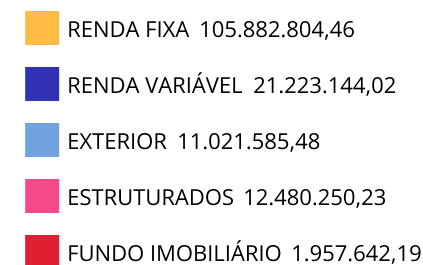 RENDA FIXA 105.882.804,46
RENDA VARIÁVEL 21.223.144,02
EXTERIOR 11.021.585,48
ESTRUTURADOS 12.480.250,23
FUNDO IMOBILIÁRIO 1.957.642,19